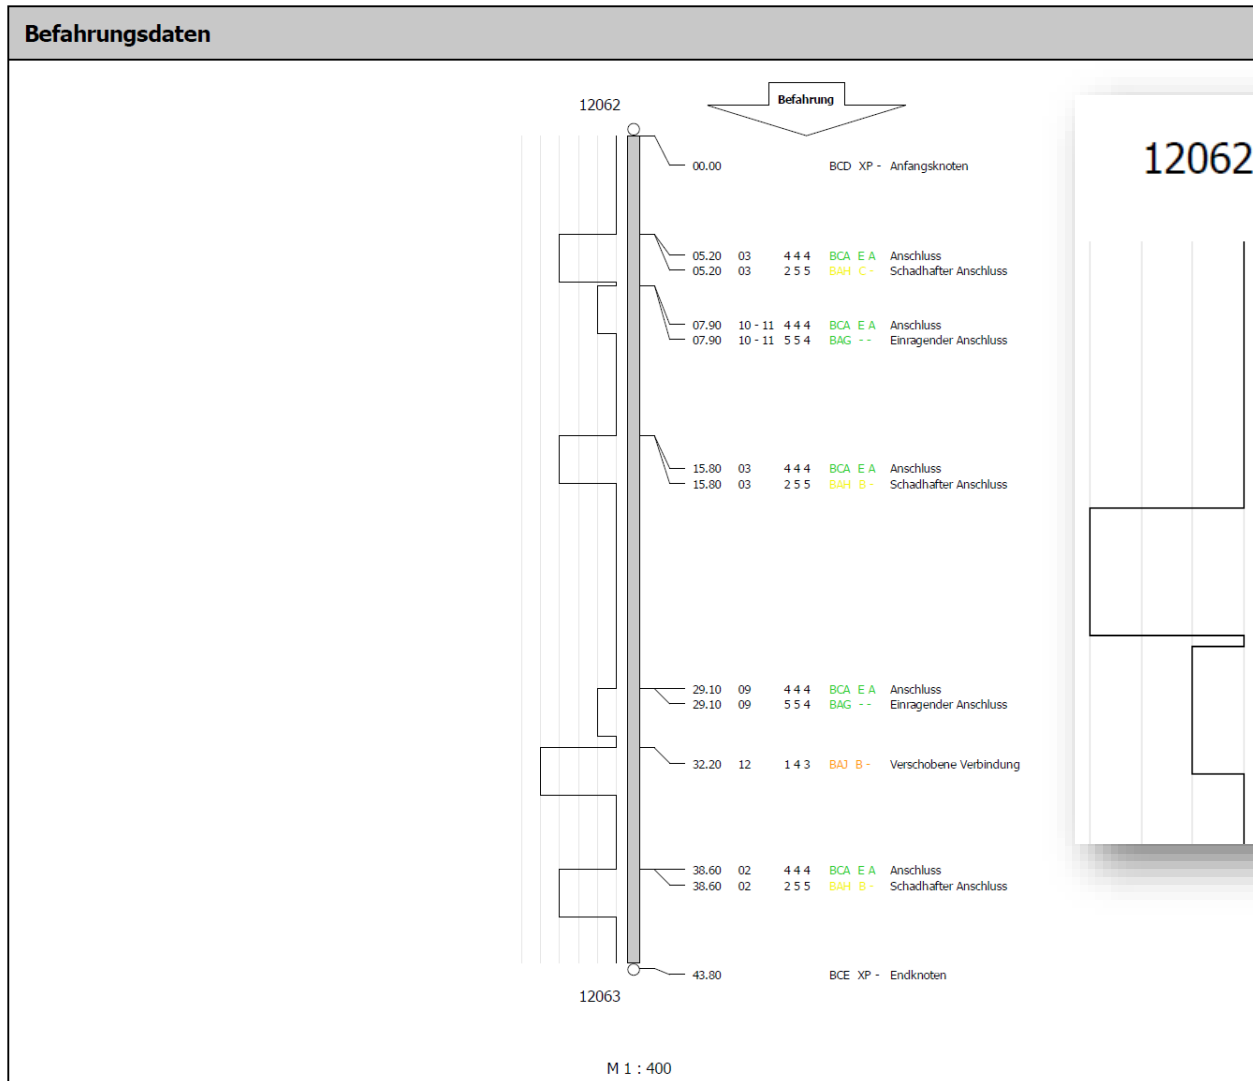 Befahrungsdaten
Befahrung
12062
12062
00.00 BCD XP - Anfangsknoten
05.20 03 4 4 4 BCA E A Anschluss
05.20 03 2 5 5 BAH C - Schadhafter Anschluss
07.90 10 - 11 4 4 4 BCA E A Anschluss
07.90 10 - 11 5 5 4 BAG - - Einragender Anschluss
15.80 03 4 4 4 BCA E A Anschluss
15.80 03 2 5 5 BAH B - Schadhafter Anschluss
29.10 09 4 4 4 BCA E A Anschluss
29.10 09 5 5 4 BAG - - Einragender Anschluss
32.20 12 1 4 3 BAJ B - Verschobene Verbindung
38.60 02 4 4 4 BCA E A Anschluss
38.60 02 2 5 5 BAH B - Schadhafter Anschluss
43.80 BCE XP - Endknoten
12063
M 1 : 400